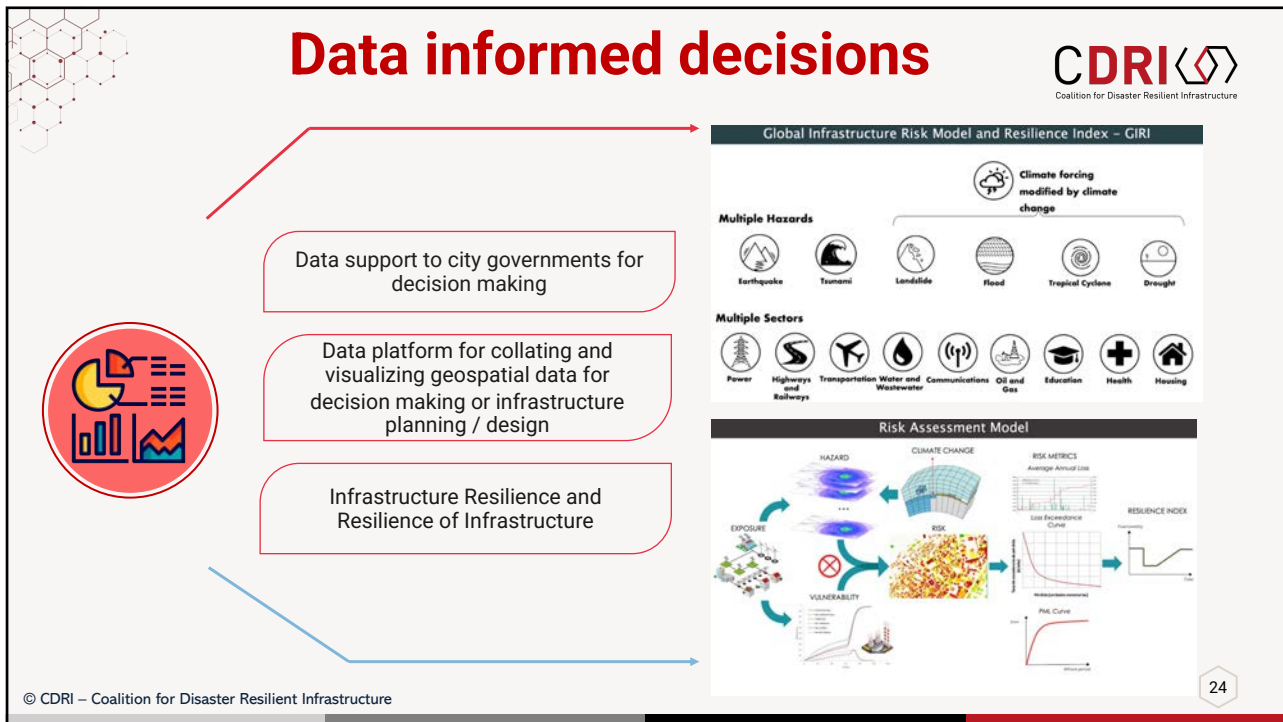 Data informed decisions
CDRI
Coalition for Disaster Resilient Infrastructure
Data support to city governments for
decision making
Data platform for collating and
visualizing geospatial data for
decision making or infrastructure
planning / design
Infrastructure Resilience and
Resilience of Infrastructure
Global Infrastructure Risk Model and Resilience Index – GIRI
Climate forcing
modified by climate
change
Multiple Hazards
Earthquake
Tsunami
Landslide
Flood
Tropical Cyclone
Drought
Multiple Sectors
Power
Highways
and
Railways
Transportation
Water and
Wastewater
Communications
Oil and
Gas
Education
Health
Housing
Risk Assessment Model
HAZARD
CLIMATE CHANGE
RISK METRICS
Average Annual Loss
EXPOSURE
RISK
Loss Exceedance
Curve
RESILIENCE INDEX
VULNERABILITY
PML Curve
© CDRI – Coalition for Disaster Resilient Infrastructure
24